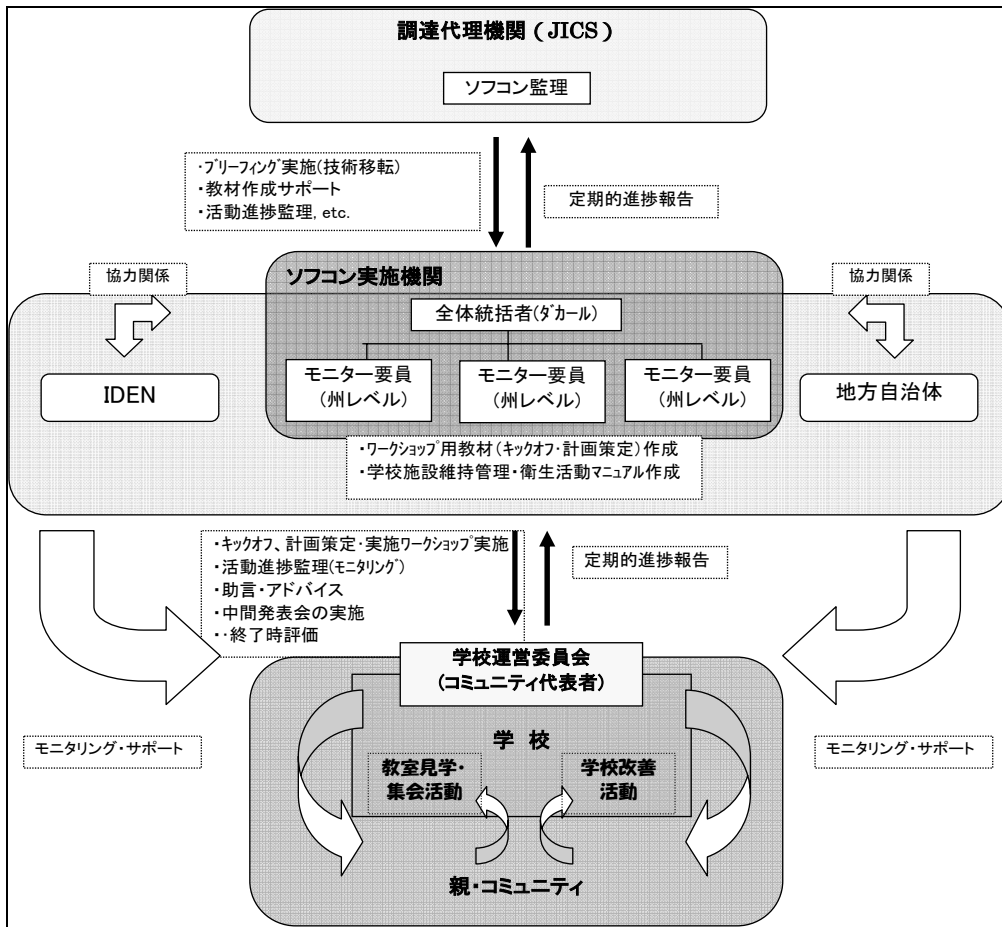 調達代理機関（JICS）
ソフコン監理
・ブリーフィング実施(技術移転)
・教材作成サポート
・活動進捗監理, etc.
定期的進捗報告
協力関係
ソフコン実施機関
協力関係
全体統括者(ダカール)
モニター要員
(州レベル)
モニター要員
(州レベル)
モニター要員
(州レベル)
IDEN
地方自治体
・ワークショップ用教材(キックオフ・計画策定)作成
・学校施設維持管理・衛生活動マニュアル作成
・キックオフ、計画策定・実施ワークショップ実施
・活動進捗監理(モニタリング)
・助言・アドバイス
・中間発表会の実施
・・終了時評価
定期的進捗報告
学校運営委員会
(コミュニティ代表者)
モニタリング・サポート
モニタリング・サポート
学 校
教室見学・
集会活動
学校改善
活動
親・コミュニティ